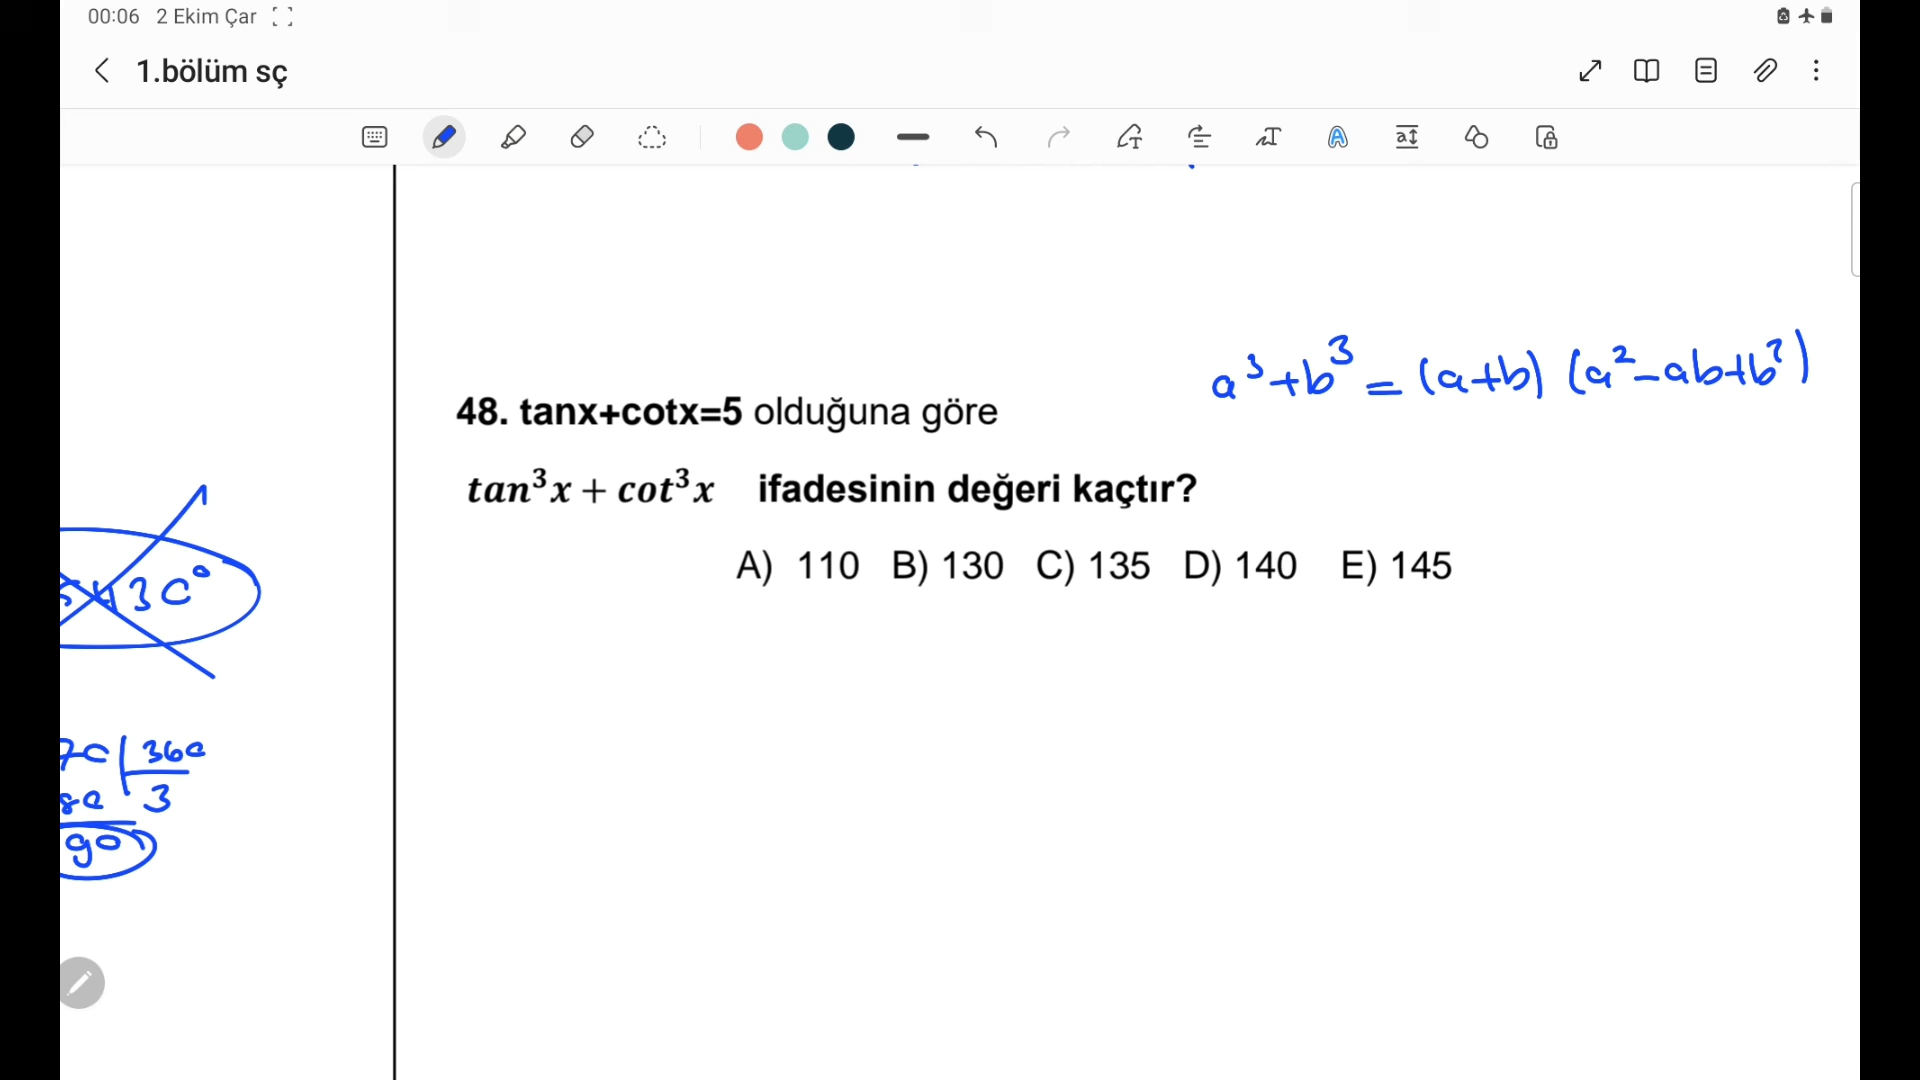 00:06 2 Ekim Çar
1.bölüm sç
a³+b³ = (a+b) (a²-ab+b²)
48. tanx+cotx=5 olduğuna göre
tan³x + cot³x ifadesinin değeri kaçtır?
A) 110 B) 130 C) 135 D) 140 E) 145
360
3
90